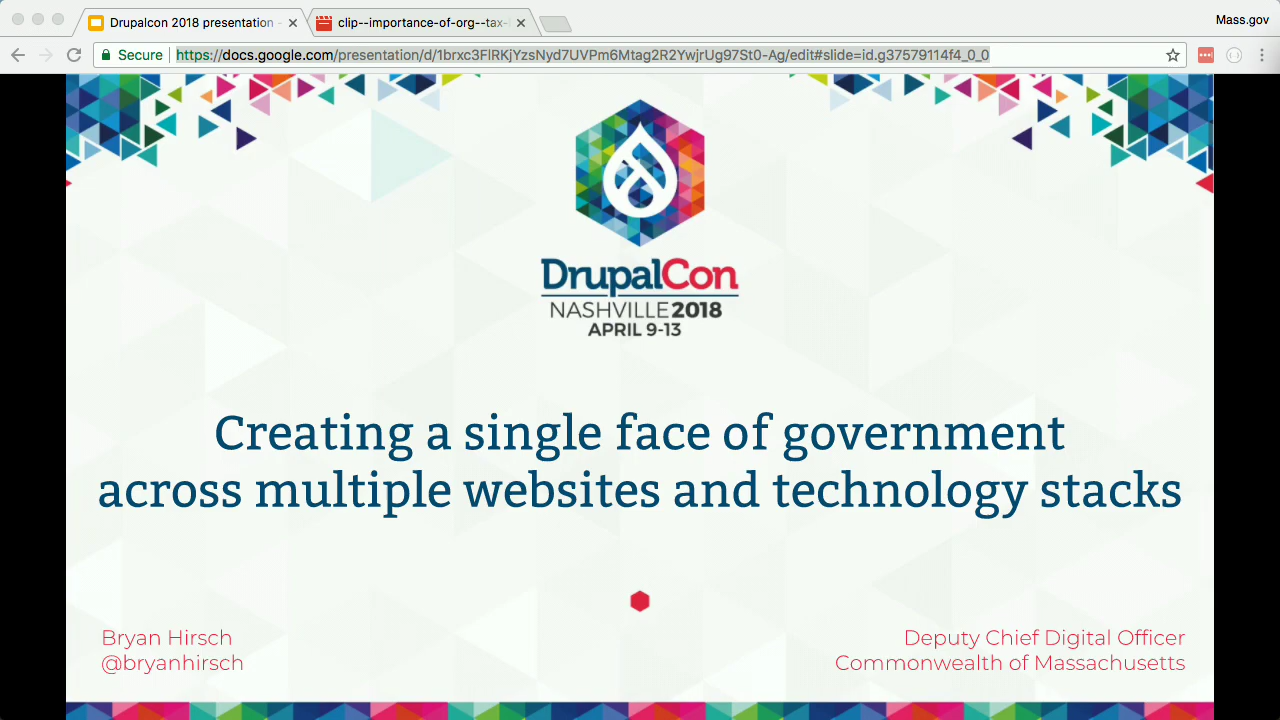 Drupalcon 2018 presentation -
clip--importance-of-org--tax-
Mass.gov
Secure
https://docs.google.com/presentation/d/1brxc3FlRKjYzsNyd7UVPm6Mtag2R2YwjrUg97St0-Ag/edit#slide=id.g37579114f4_0_0
DrupalCon
NASHVILLE 2018
APRIL 9-13
Creating a single face of government
across multiple websites and technology stacks
Bryan Hirsch
@bryanhirsch
Deputy Chief Digital Officer
Commonwealth of Massachusetts